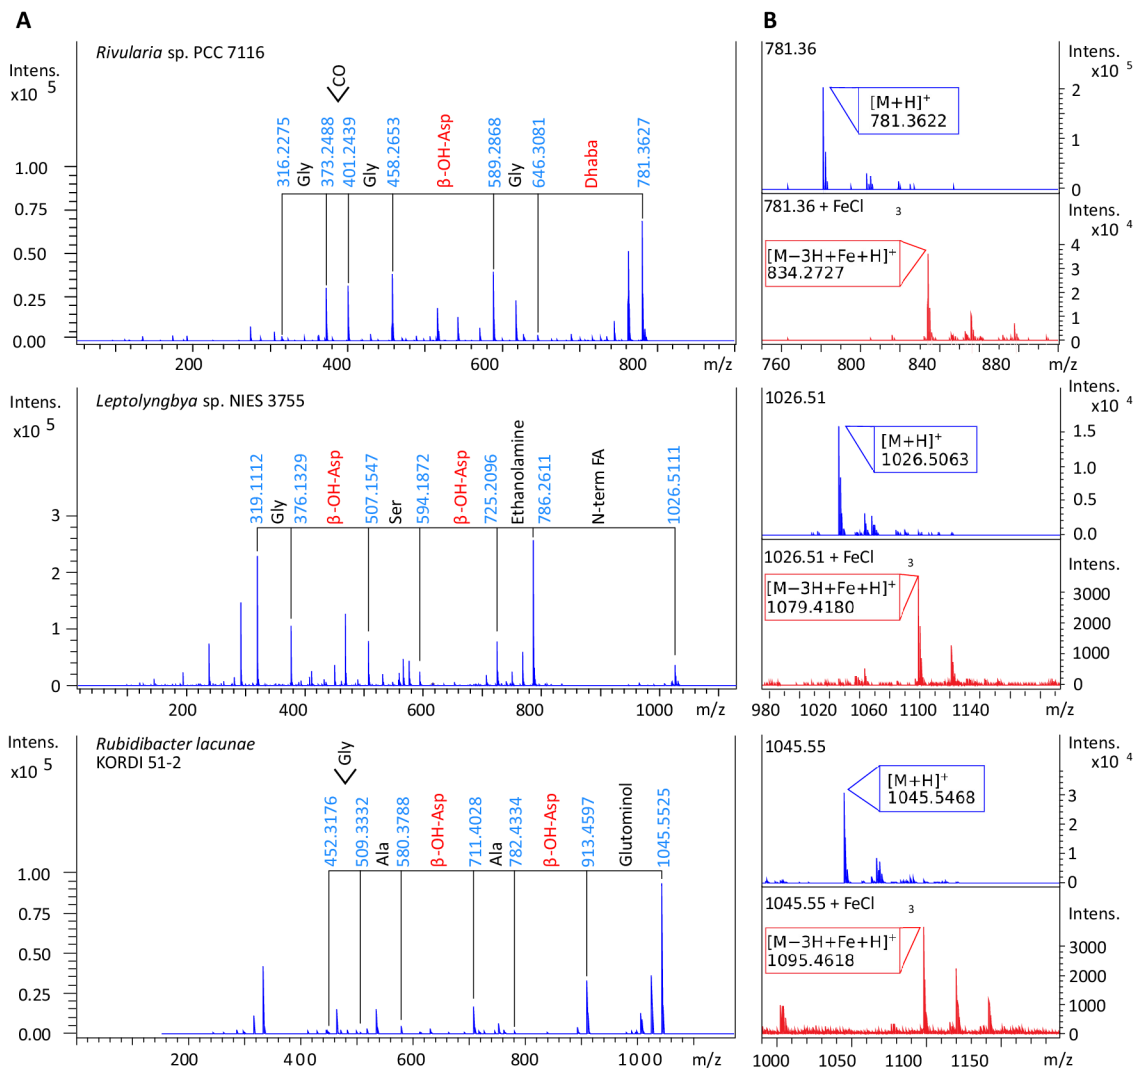 A
Rivularia sp. PCC 7116
Intens.
x10 5
CO
316.2275
Gly
373.2488
401.2439
Gly
458.2653
β-OH-Asp
589.2868
Gly
646.3081
Dhaba
781.3627
1.00
0.75
0.50
0.25
0.00
200 400 600 800 m/z
Leptolyngbya sp. NIES 3755
Intens.
x10 5
319.1112
Gly
376.1329
β-OH-Asp
507.1547
Ser
594.1872
β-OH-Asp
725.2096
Ethanolamine
786.2611
N-term FA
1026.5111
3
2
1
0
200 400 600 800 1000 m/z
Rubidibacter lacunae
KORDI 51-2
Intens.
x10 5
Gly
452.3176
509.3332
Ala
580.3788
β-OH-Asp
711.4028
Ala
782.4334
β-OH-Asp
913.4597
Glutominol
1045.5525
1.00
0.75
0.50
0.25
0.00
200 400 600 800 1000 m/z
B
781.36
Intens.
x10 5
[M+H]+
781.3622
2
1
0
781.36 + FeCl 3
Intens.
x10 4
[M−3H+Fe+H]+
834.2727
4
3
2
1
0
760 800 840 880 m/z
1026.51
Intens.
x10 4
[M+H]+
1026.5063
1.5
1.0
0.5
0.0
1026.51 + FeCl 3
Intens.
[M−3H+Fe+H]+
1079.4180
3000
2000
1000
0
980 1020 1060 1100 1140 m/z
1045.55
Intens.
x10 4
[M+H]+
1045.5468
3
2
1
0
1045.55 + FeCl 3
Intens.
[M−3H+Fe+H]+
1095.4618
3000
2000
1000
0
1000 1050 1100 1150 m/z